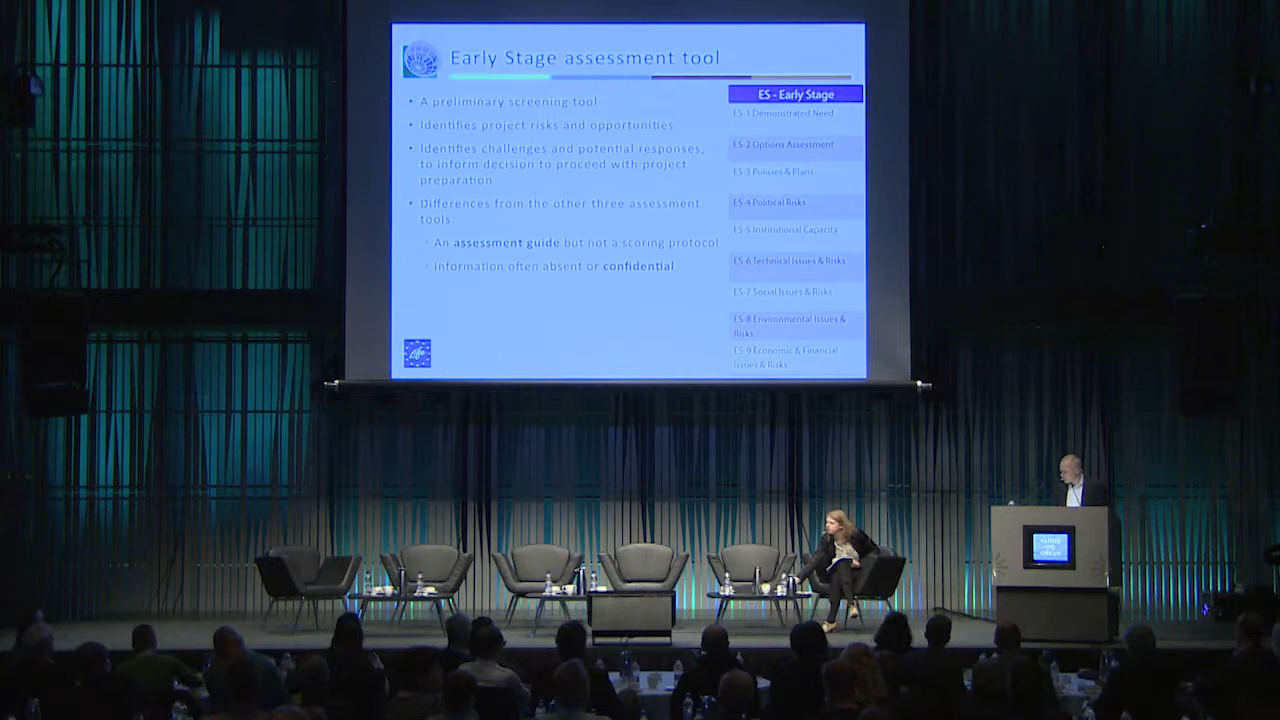 Early Stage assessment tool
• A preliminary screening tool
• Identifies project risks and opportunities
• Identifies challenges and potential responses,
to inform decision to proceed with project
preparation
• Differences from the other three assessment
tools:
◦ An assessment guide but not a scoring protocol
◦ Information often absent or confidential
ES - Early Stage
ES-1 Demonstrated Need
ES-2 Options Assessment
ES-3 Policies & Plans
ES-4 Political Risks
ES-5 Institutional Capacity
ES-6 Technical Issues & Risks
ES-7 Social Issues & Risks
ES-8 Environmental Issues &
Risks
ES-9 Economic & Financial
Issues & Risks